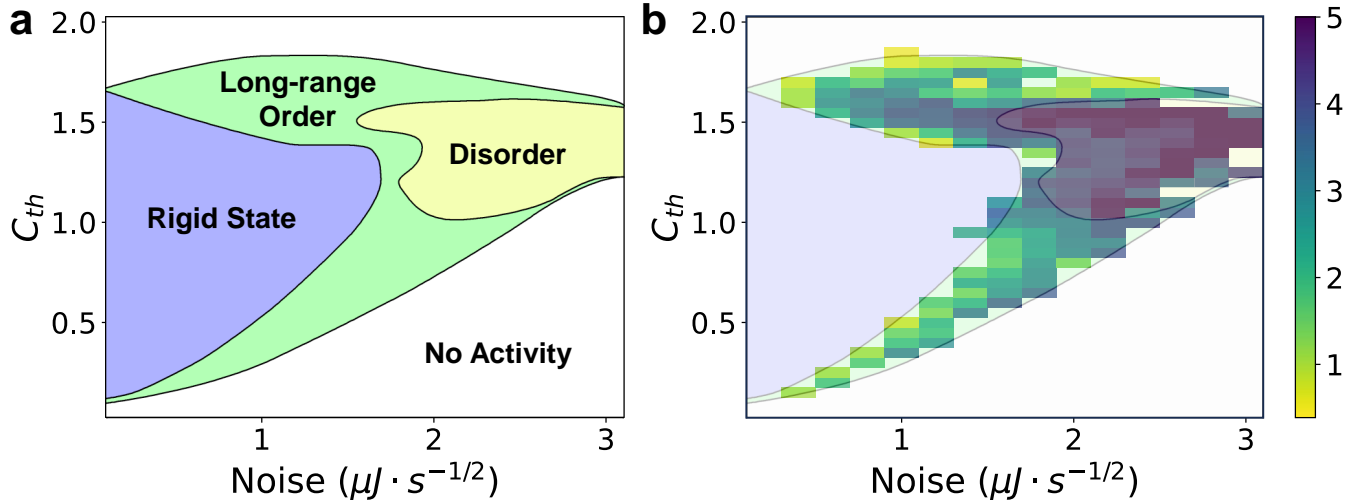 a
2.0
1.5
1.0
0.5
C_th
Long-range
Order
Disorder
Rigid State
No Activity
1 2 3
Noise (μJ · s^{-1/2})
b
2.0
1.5
1.0
0.5
C_th
1 2 3
Noise (μJ · s^{-1/2})
5
4
3
2
1